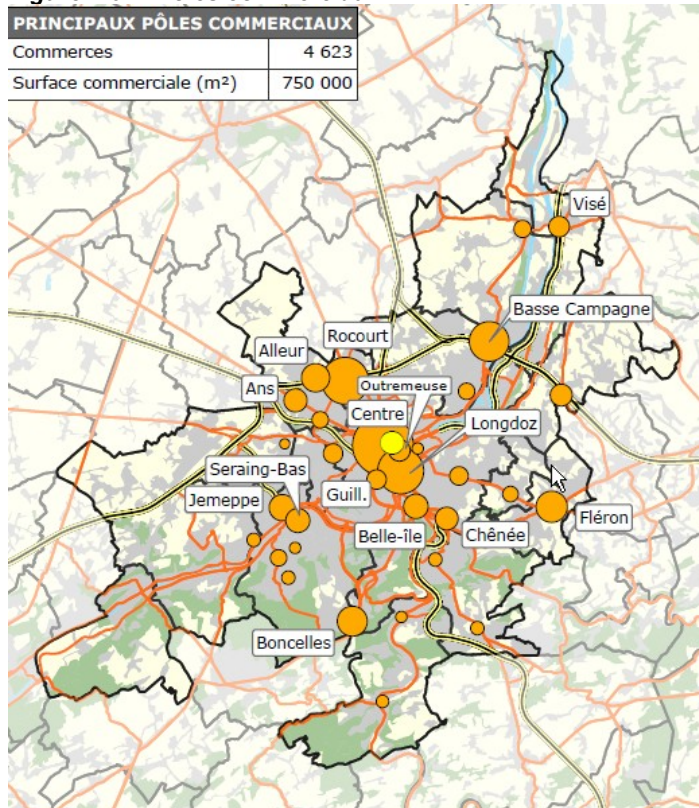 PRINCIPAUX PÔLES COMMERCIAUX
Commerces 4 623
Surface commerciale (m²) 750 000
Visé
Basse Campagne
Rocourt
Alleur
Outremeuse
Ans
Centre
Longdoz
Seraing-Bas
Jemeppe
Guill.
Belle-île
Chênée
Fléron
Boncelles